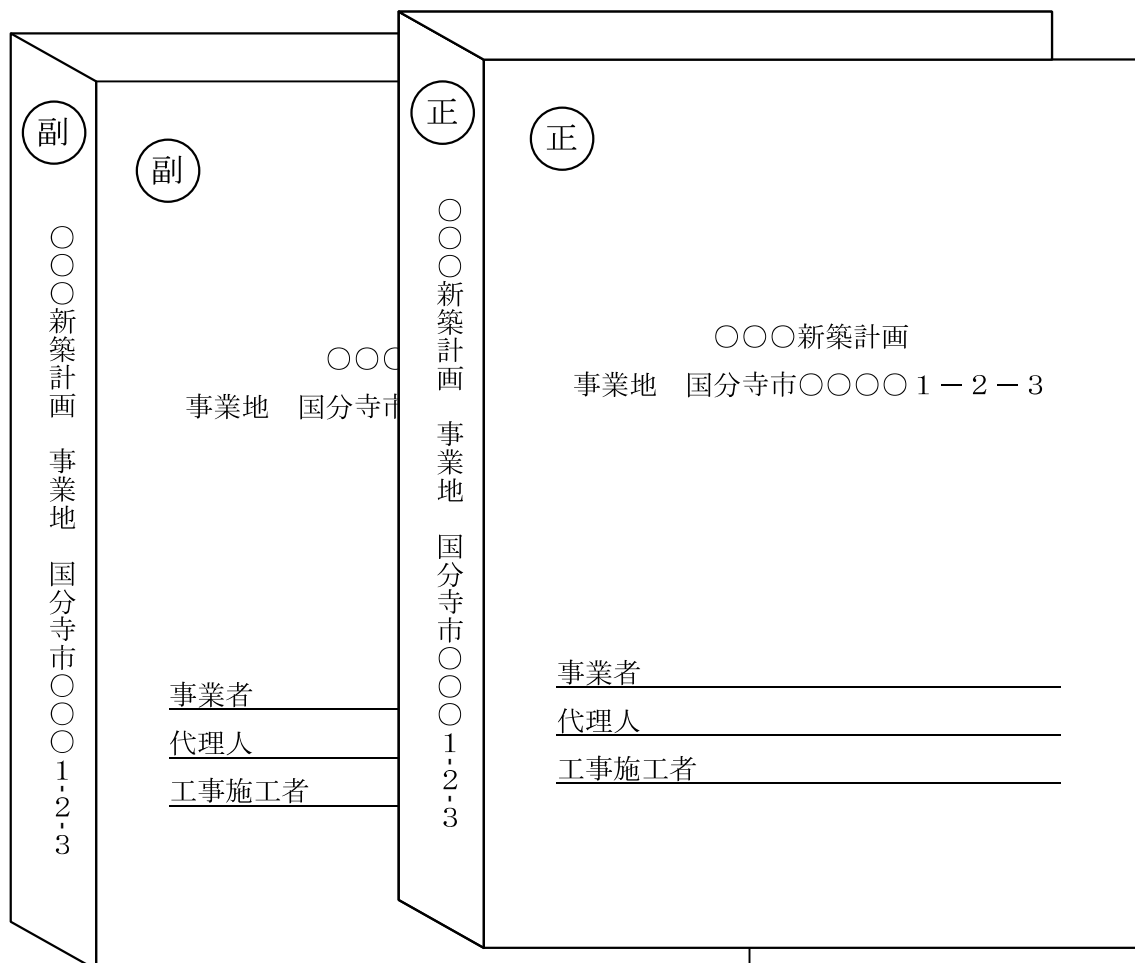 副
○○○新築計画　事業地　国分寺市○○○1-2-3
副
○○○
事業地　国分寺市
事業者
代理人
工事施工者
正
○○○新築計画　事業地　国分寺市○○○1-2-3
正
○○○新築計画
事業地　国分寺市○○○○１－２－３
事業者
代理人
工事施工者